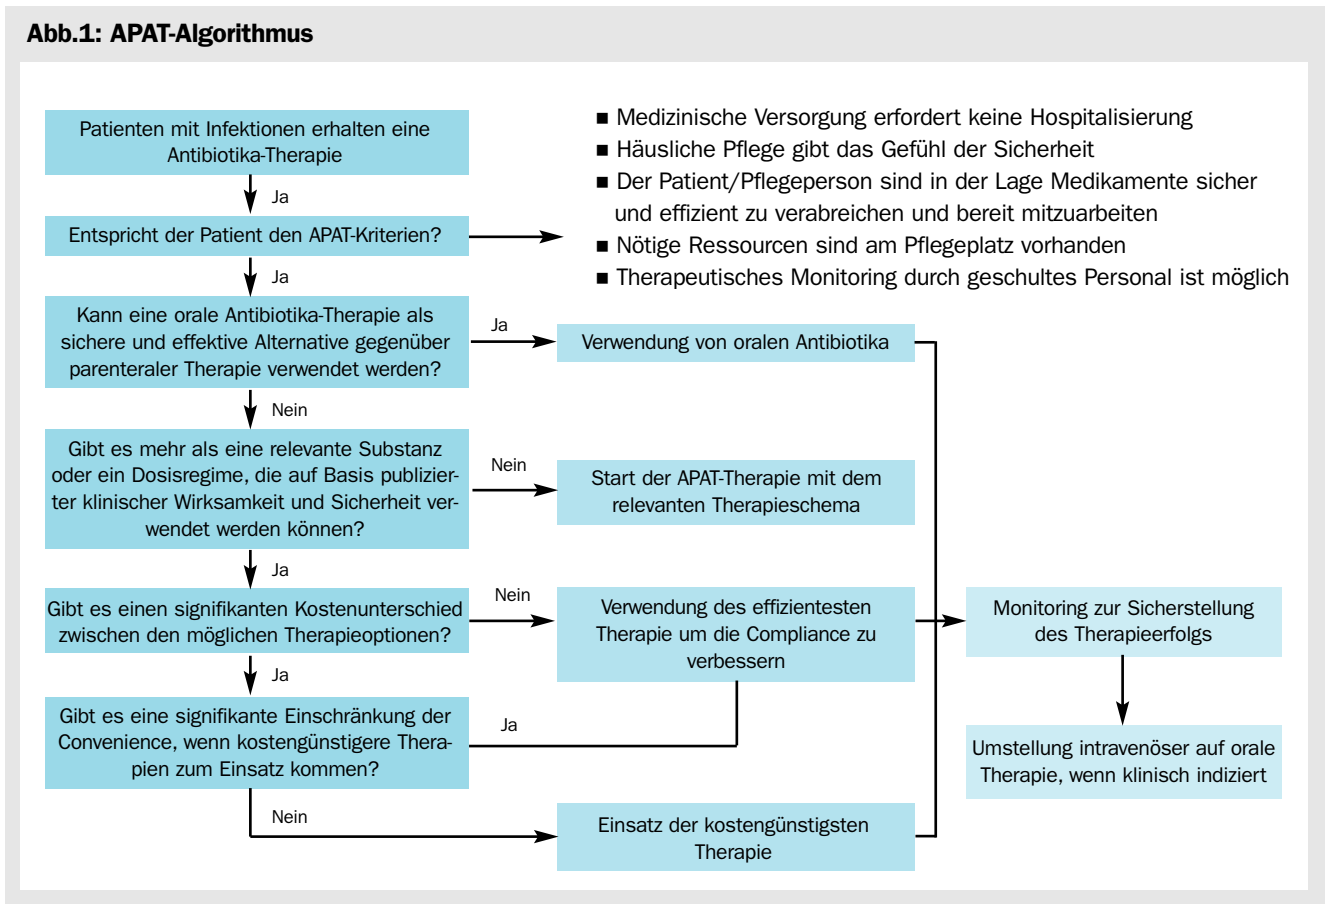 Abb.1: APAT-Algorithmus
Patienten mit Infektionen erhalten eine
Antibiotika-Therapie
■ Medizinische Versorgung erfordert keine Hospitalisierung
■ Häusliche Pflege gibt das Gefühl der Sicherheit
■ Der Patient/Pflegeperson sind in der Lage Medikamente sicher
und effizient zu verabreichen und bereit mitzuarbeiten
■ Nötige Ressourcen sind am Pflegeplatz vorhanden
■ Therapeutisches Monitoring durch geschultes Personal ist möglich
Ja
Entspricht der Patient den APAT-Kriterien?
Ja
Kann eine orale Antibiotika-Therapie als
sichere und effektive Alternative gegenüber
parenteraler Therapie verwendet werden?
Ja
Verwendung von oralen Antibiotika
Nein
Gibt es mehr als eine relevante Substanz
oder ein Dosisregime, die auf Basis publizier-
ter klinischer Wirksamkeit und Sicherheit ver-
wendet werden können?
Nein
Start der APAT-Therapie mit dem
relevanten Therapieschema
Ja
Gibt es einen signifikanten Kostenunterschied
zwischen den möglichen Therapieoptionen?
Nein
Verwendung des effizientesten
Therapie um die Compliance zu
verbessern
Monitoring zur Sicherstellung
des Therapieerfolgs
Ja
Gibt es eine signifikante Einschränkung der
Convenience, wenn kostengünstigere Thera-
pien zum Einsatz kommen?
Ja
Umstellung intravenöser auf orale
Therapie, wenn klinisch indiziert
Nein
Einsatz der kostengünstigsten
Therapie